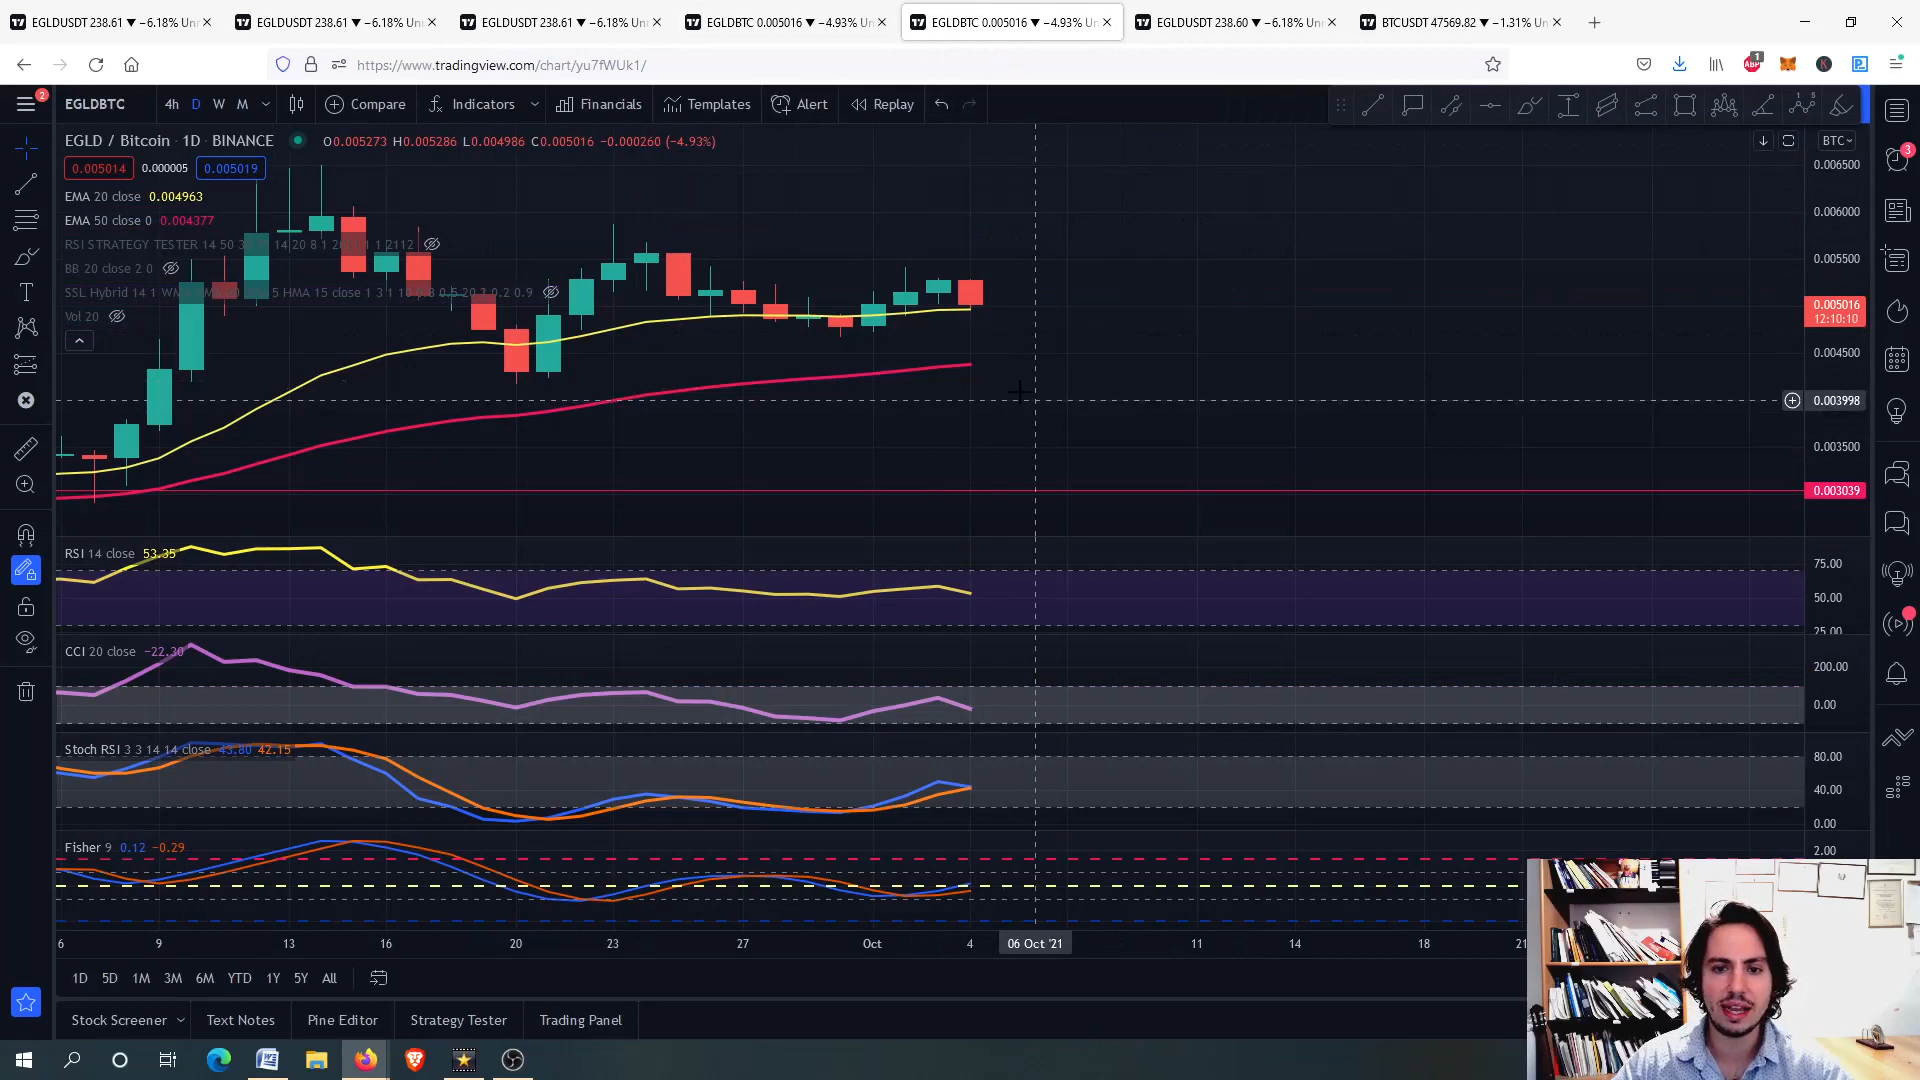 EGLDUSDT 238.61 ▼ −6.18% Un
EGLDUSDT 238.61 ▼ −6.18% Un
EGLDUSDT 238.61 ▼ −6.18% Un
EGLDBTC 0.005016 ▼ −4.93% Un
EGLDBTC 0.005016 ▼ −4.93% Un
EGLDUSDT 238.60 ▼ −6.18% Un
BTCUSDT 47569.82 ▼ −1.31% Un
https://www.tradingview.com/chart/yu7fWUk1/
1
2
EGLDBTC
4h D W M
Compare
Indicators
Financials
Templates
Alert
Replay
EGLD / Bitcoin · 1D · BINANCE
O0.005273 H0.005286 L0.004986 C0.005016 −0.000260 (−4.93%)
BTC
0.005014
0.000005
0.005019
EMA 20 close 0.004963
EMA 50 close 0 0.004377
RSI STRATEGY TESTER 14 50 3
14 20 8 1
1 1 2112
BB 20 close 2 0
SSL Hybrid 14 1
5 HMA 15 close 1 3 1
0.2 0.9
Vol 20
0.006500
0.006000
0.005500
0.005016
12:10:10
0.004500
0.003998
0.003500
0.003039
3
RSI 14 close 53.35
75.00
50.00
25.00
CCI 20 close −22.30
200.00
0.00
Stoch RSI 3 3 14 14 close 43.80 42.15
80.00
40.00
0.00
Fisher 9 0.12 −0.29
2.00
6 9 13 16 20 23 27 Oct 4 06 Oct '21 11 14 18 21
1D 5D 1M 3M 6M YTD 1Y 5Y All
Stock Screener
Text Notes
Pine Editor
Strategy Tester
Trading Panel